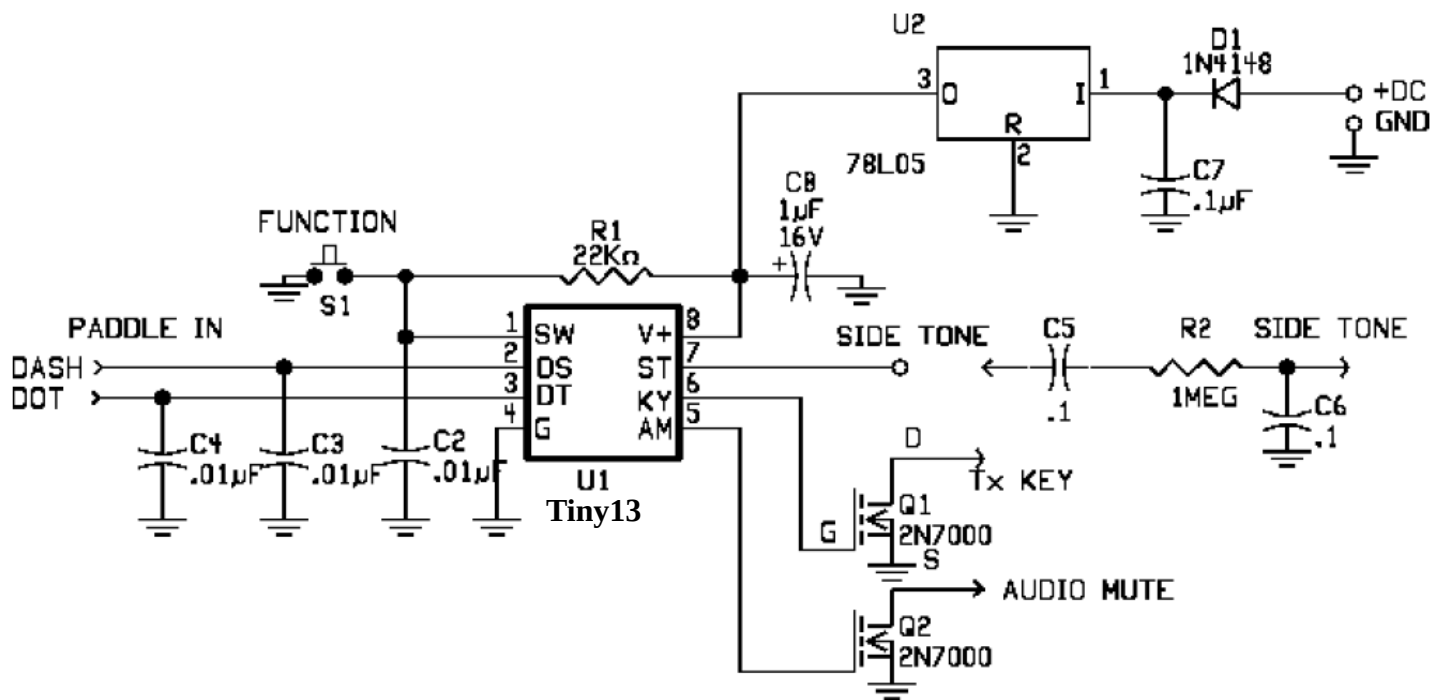 U2
D1
1N4148
3
O
I
1
+DC
GND
R
2
78L05
C7
.1µF
C8
1µF
16V
+
FUNCTION
R1
22KΩ
S1
PADDLE IN
DASH
DOT
1
SW
V+
8
2
DS
ST
7
3
DT
KY
6
4
G
AM
5
SIDE TONE
C5
.1
R2
1MEG
SIDE TONE
C6
.1
C4
.01µF
C3
.01µF
C2
.01µF
U1
Tiny13
D
Tx KEY
G
Q1
2N7000
S
AUDIO MUTE
Q2
2N7000